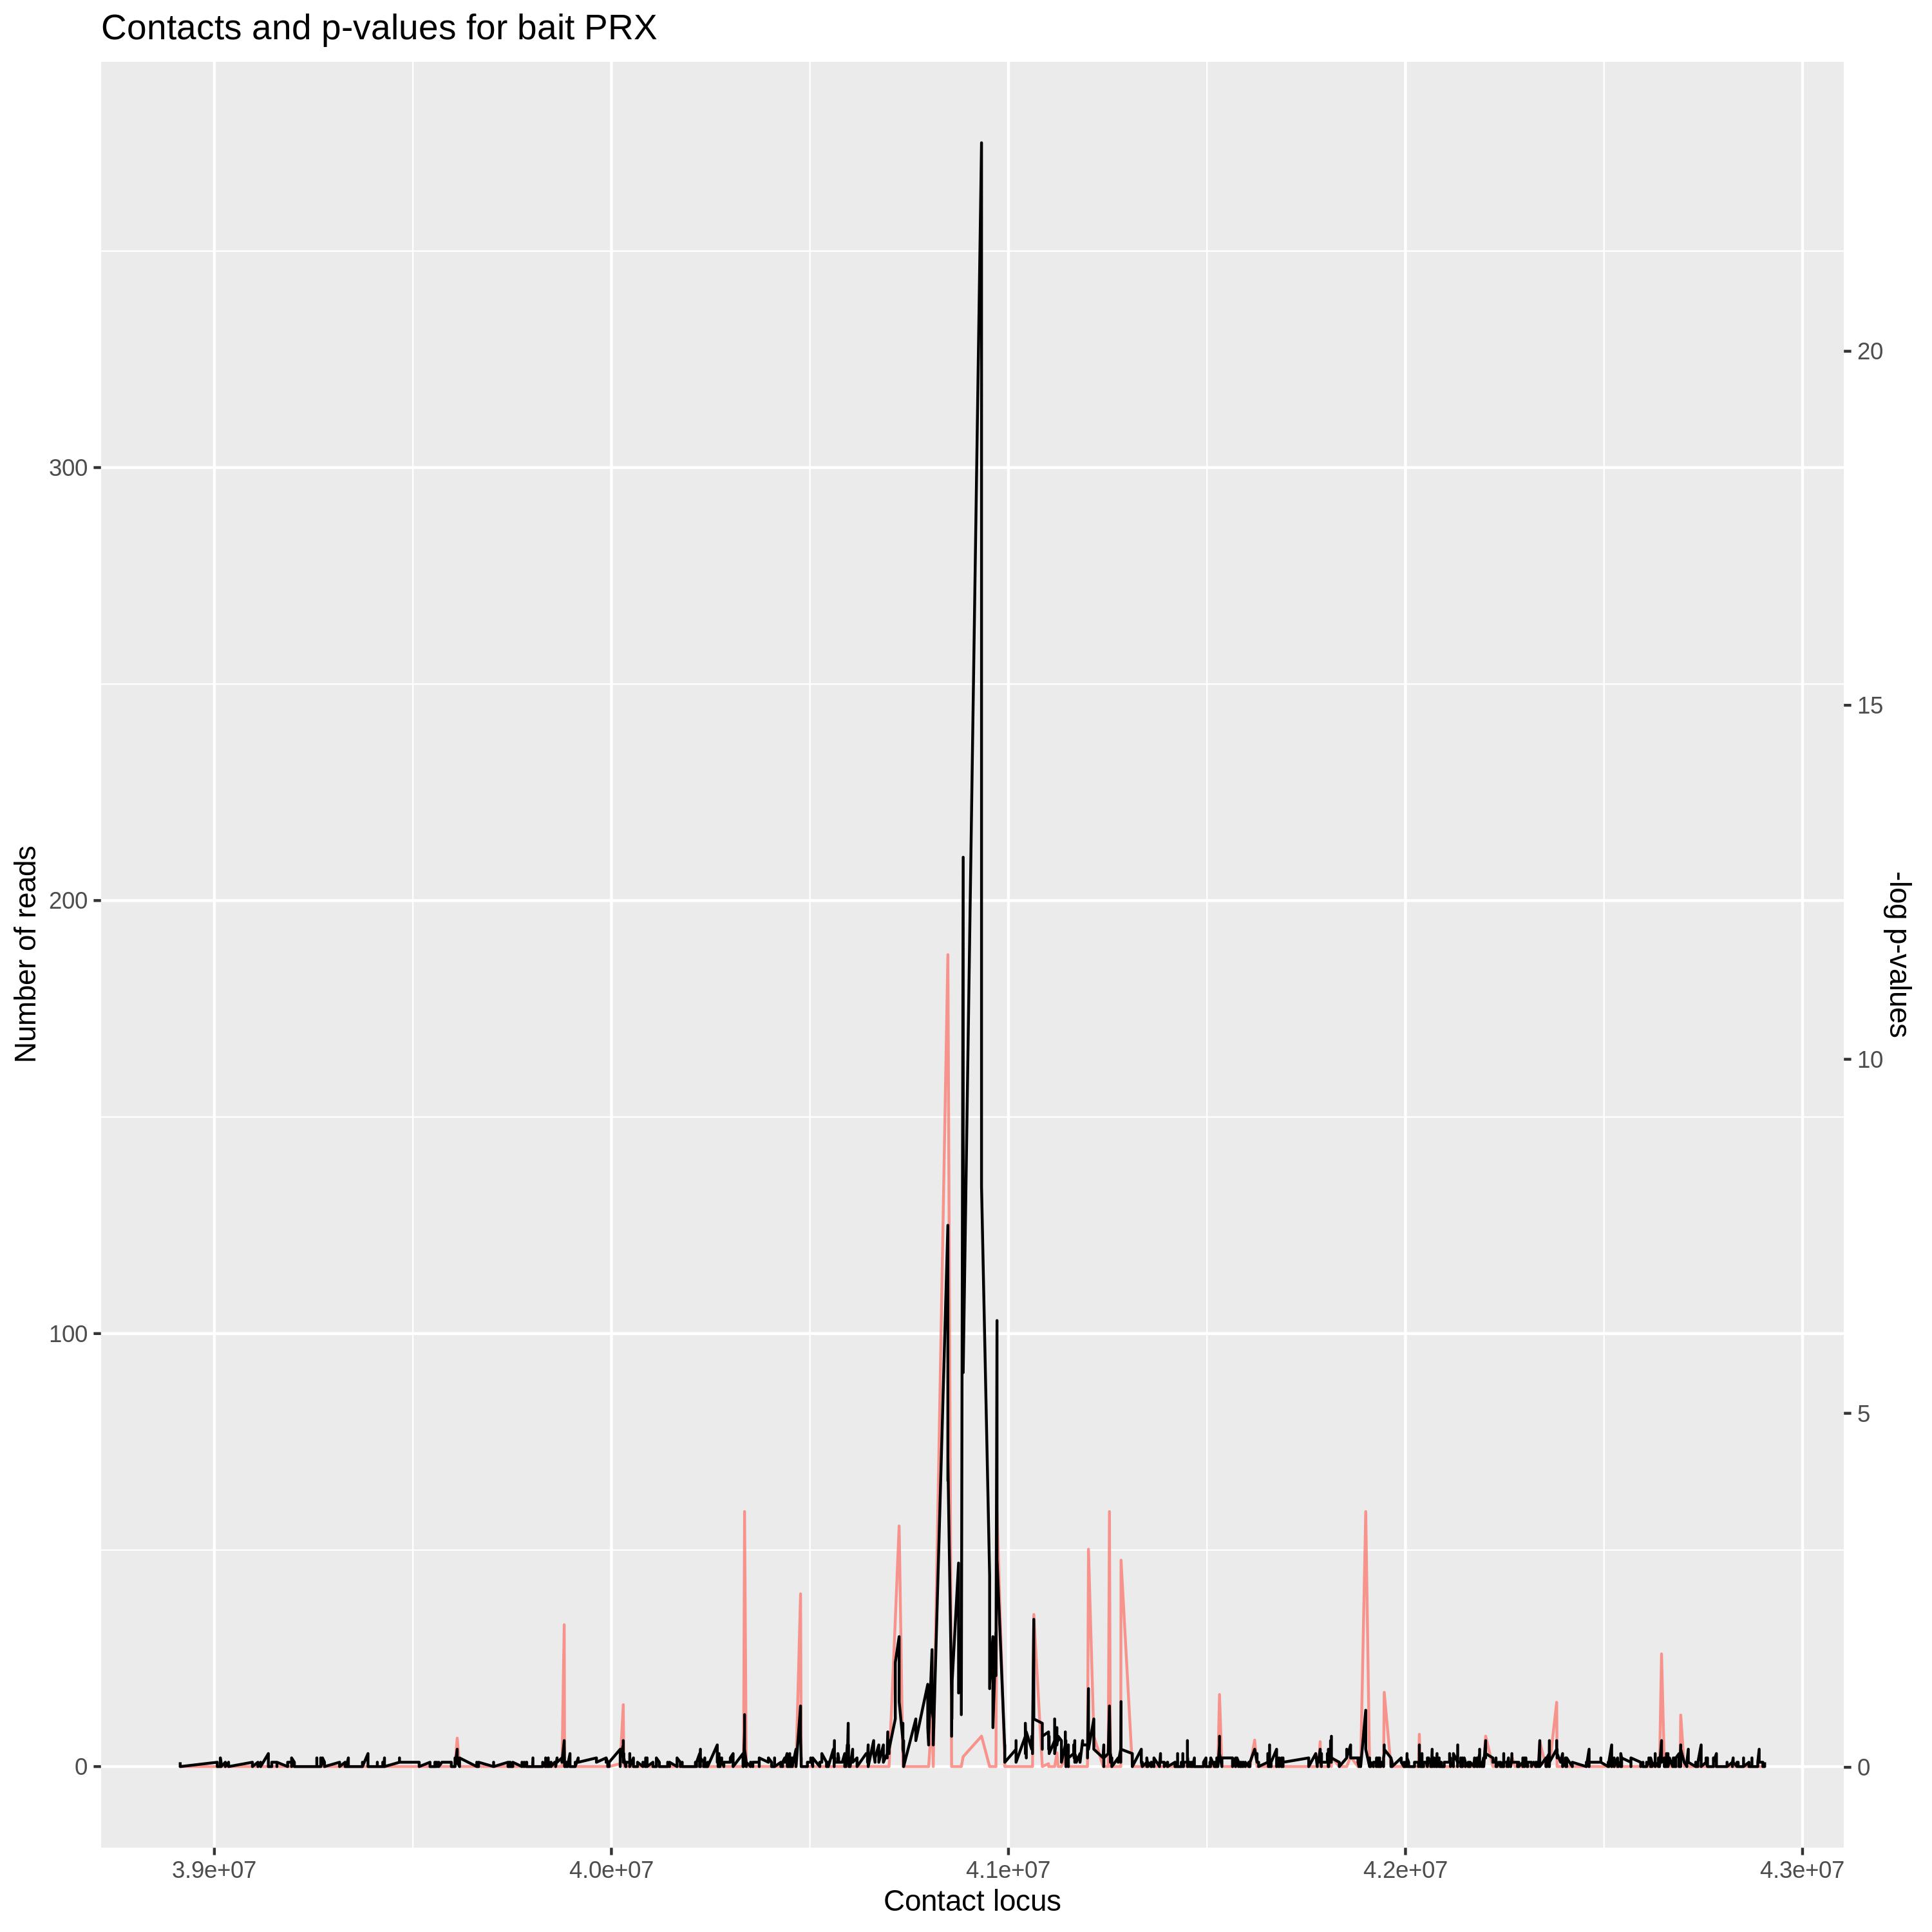 Contacts and p-values for bait PRX
Number of reads
300
200
100
0
20
15
10
5
0
-log p-values
3.9e+07
4.0e+07
4.1e+07
4.2e+07
4.3e+07
Contact locus